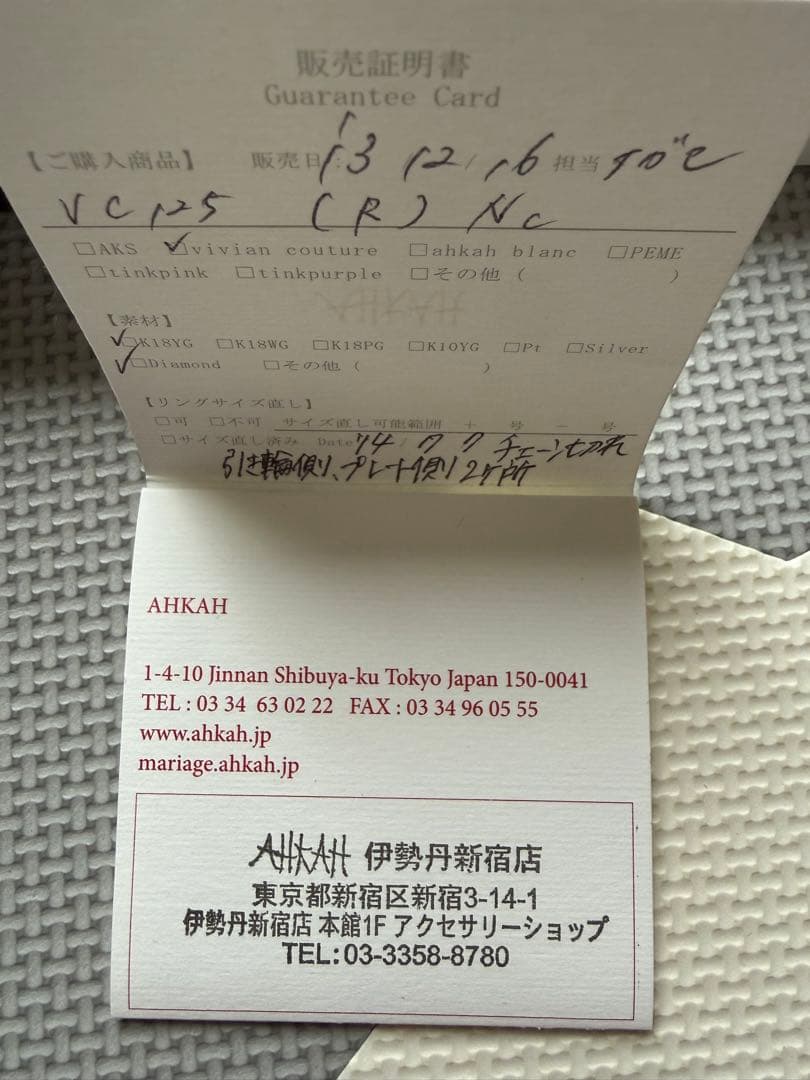 販売証明書
Guarantee Card
【ご購入商品】 販売日: '13 12/16 担当
VC125 (R) Nc
□AKS ☑vivian couture □ahkah blanc □PEME
□tinkpink □tinkpurple □その他 ( )
【素材】
☑K18YG □K18WG □K18PG □K10YG □Pt □Silver
☑Diamond □その他 ( )
【リングサイズ直し】
□可 □不可 サイズ直し可能範囲 + 号 - 号
□サイズ直し済み Date '14 / 7 7 チェーン切れ
引き輪側り、プレート側り 2ケ所
AHKAH
1-4-10 Jinnan Shibuya-ku Tokyo Japan 150-0041
TEL : 03 34 63 02 22 FAX : 03 34 96 05 55
www.ahkah.jp
mariage.ahkah.jp
AHKAH 伊勢丹新宿店
東京都新宿区新宿3-14-1
伊勢丹新宿店 本館1F アクセサリーショップ
TEL:03-3358-8780